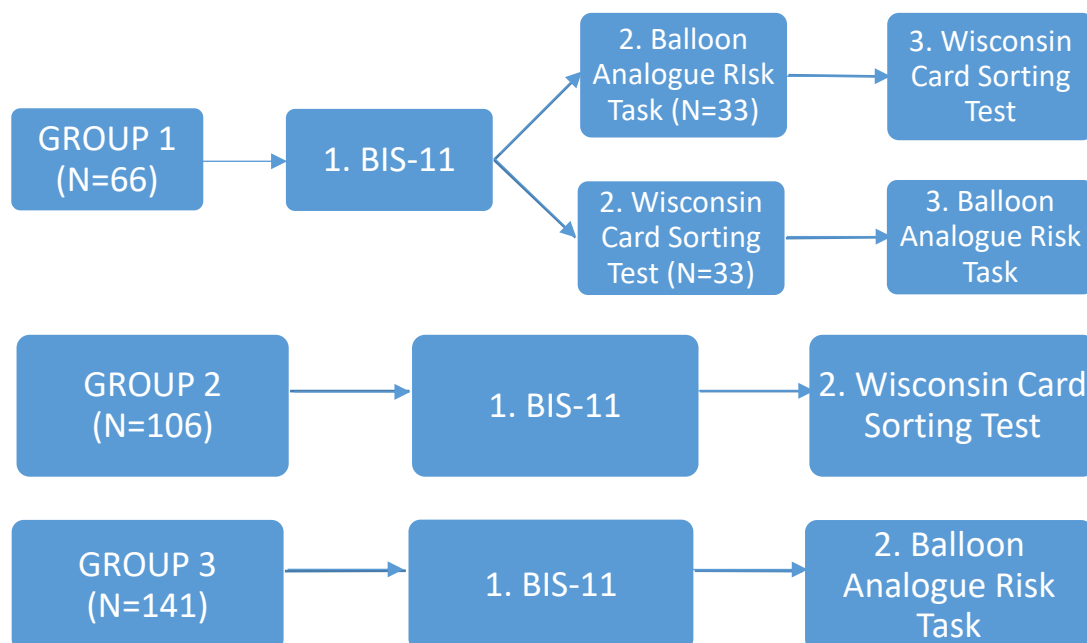 GROUP 1
(N=66)
1. BIS-11
2. Balloon
Analogue RIsk
Task (N=33)
3. Wisconsin
Card Sorting
Test
2. Wisconsin
Card Sorting
Test (N=33)
3. Balloon
Analogue Risk
Task
GROUP 2
(N=106)
1. BIS-11
2. Wisconsin Card
Sorting Test
GROUP 3
(N=141)
1. BIS-11
2. Balloon
Analogue Risk
Task